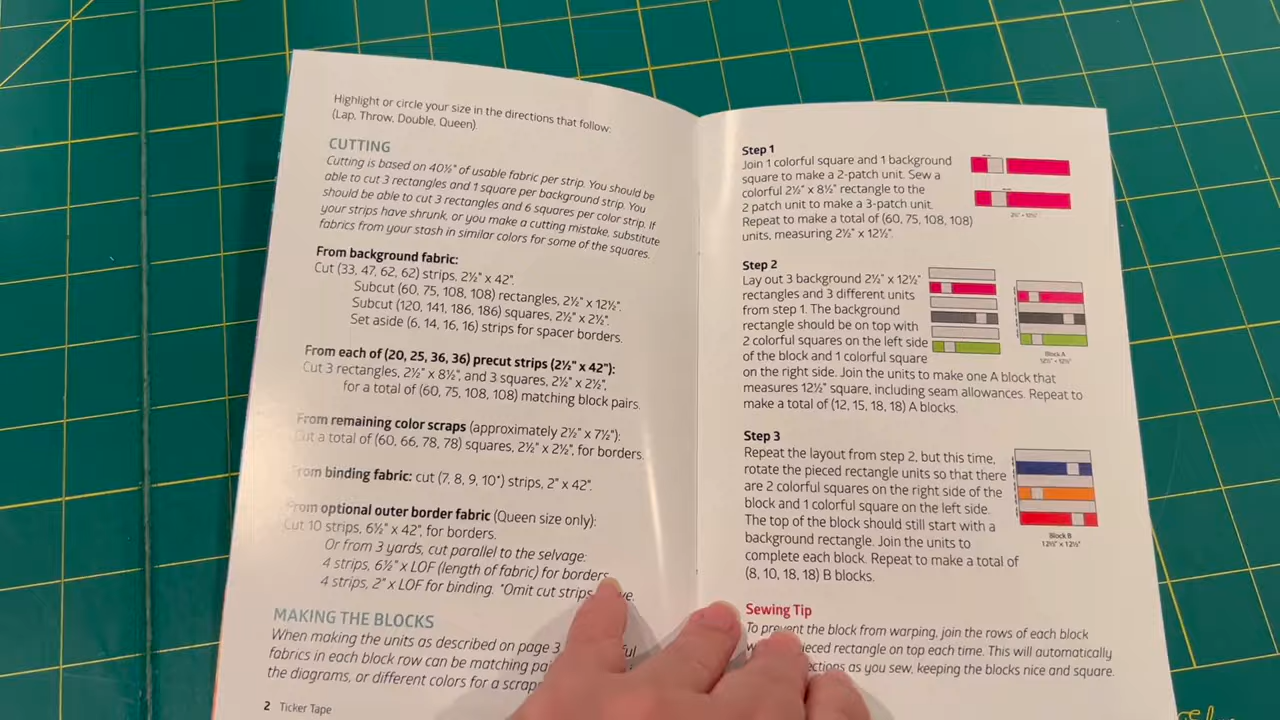 Highlight or circle your size in the directions that follow:
(Lap, Throw, Double, Queen)
CUTTING
Cutting is based on 40½" of usable fabric per strip. You should be
able to cut 3 rectangles and 1 square per background strip. You
should be able to cut 3 rectangles and 6 squares per color strip. If
your strips have shrunk, or you make a cutting mistake, substitute
fabrics from your stash in similar colors for some of the squares.
From background fabric:
Cut (33, 47, 62, 62) strips, 2½" x 42".
Subcut (60, 75, 108, 108) rectangles, 2½" x 12½".
Subcut (120, 141, 186, 186) squares, 2½" x 2½".
Set aside (6, 14, 16, 16) strips for spacer borders.
From each of (20, 25, 36, 36) precut strips (2½" x 42"):
Cut 3 rectangles, 2½" x 8½", and 3 squares, 2½" x 2½",
for a total of (60, 75, 108, 108) matching block pairs.
From remaining color scraps (approximately 2½" x 7½"):
Cut a total of (60, 66, 78, 78) squares, 2½" x 2½", for borders.
From binding fabric: cut (7, 8, 9, 10*) strips, 2" x 42".
From optional outer border fabric (Queen size only):
Cut 10 strips, 6½" x 42", for borders.
Or from 3 yards, cut parallel to the selvage:
4 strips, 6½" x LOF (length of fabric) for borders
4 strips, 2" x LOF for binding. *Omit cut strips
MAKING THE BLOCKS
When making the units as described on page 3
fabrics in each block row can be matching
the diagrams, or different colors for a
2 Ticker Tape
Step 1
Join 1 colorful square and 1 background
square to make a 2-patch unit. Sew a
colorful 2½" x 8½" rectangle to the
2 patch unit to make a 3-patch unit.
Repeat to make a total of (60, 75, 108, 108)
units, measuring 2½" x 12½".
Step 2
Lay out 3 background 2½" x 12½"
rectangles and 3 different units
from step 1. The background
rectangle should be on top with
2 colorful squares on the left side
of the block and 1 colorful square
on the right side. Join the units to make one A block that
measures 12½" square, including seam allowances. Repeat to
make a total of (12, 15, 18, 18) A blocks.
Block A
12½" x 12½"
Step 3
Repeat the layout from step 2, but this time,
rotate the pieced rectangle units so that there
are 2 colorful squares on the right side of the
block and 1 colorful square on the left side.
The top of the block should still start with a
background rectangle. Join the units to
complete each block. Repeat to make a total of
(8, 10, 18, 18) B blocks.
Block B
12½" x 12½"
Sewing Tip
To prevent the block from warping, join the rows of each block
rectangle on top each time. This will automatically
as you sew, keeping the blocks nice and square.